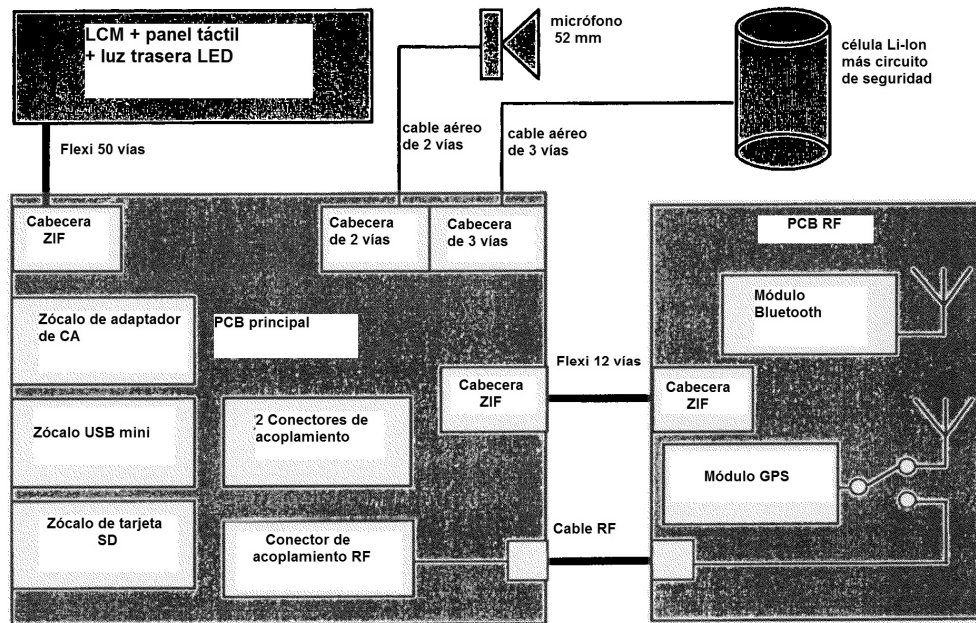 LCM + panel táctil
+ luz trasera LED
micrófono
52 mm
célula Li-Ion
más circuito
de seguridad
Flexi 50 vías
cable aéreo
de 2 vías
cable aéreo
de 3 vías
Cabecera
ZIF
Cabecera
de 2 vías
Cabecera
de 3 vías
PCB RF
Módulo
Bluetooth
Zócalo de adaptador
de CA
PCB principal
Flexi 12 vías
Cabecera
ZIF
Cabecera
ZIF
Zócalo USB mini
2 Conectores de
acoplamiento
Módulo GPS
Zócalo de tarjeta
SD
Conector de
acoplamiento RF
Cable RF